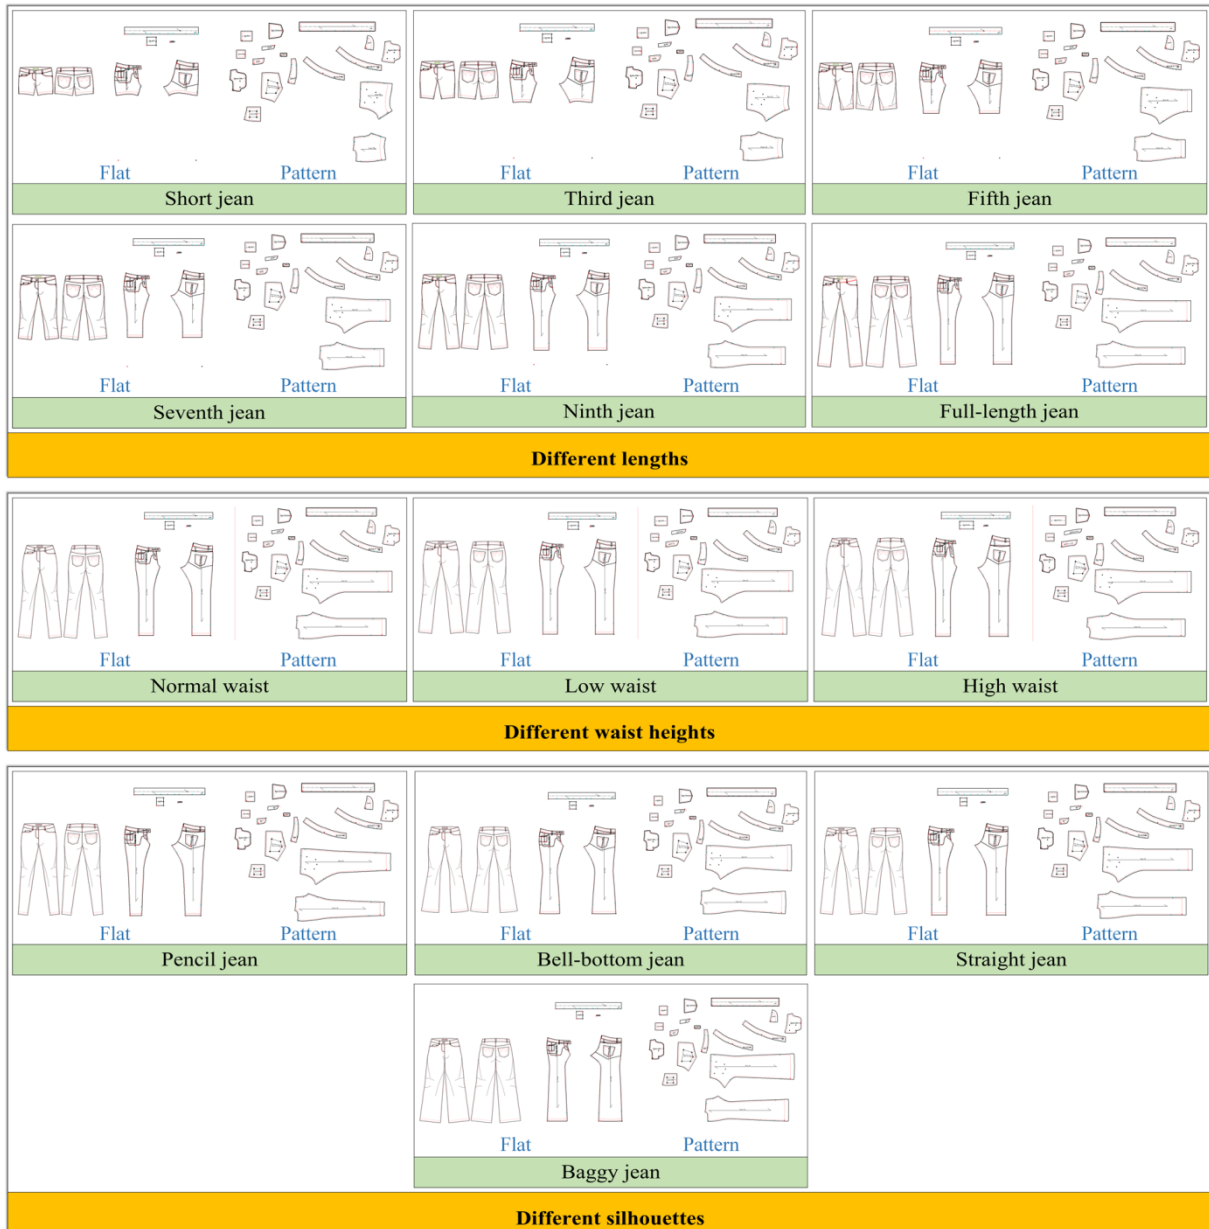 Flat Pattern
Short jean
Flat Pattern
Third jean
Flat Pattern
Fifth jean
Flat Pattern
Seventh jean
Flat Pattern
Ninth jean
Flat Pattern
Full-length jean
Different lengths
Flat Pattern
Normal waist
Flat Pattern
Low waist
Flat Pattern
High waist
Different waist heights
Flat Pattern
Pencil jean
Flat Pattern
Bell-bottom jean
Flat Pattern
Straight jean
Flat Pattern
Baggy jean
Different silhouettes